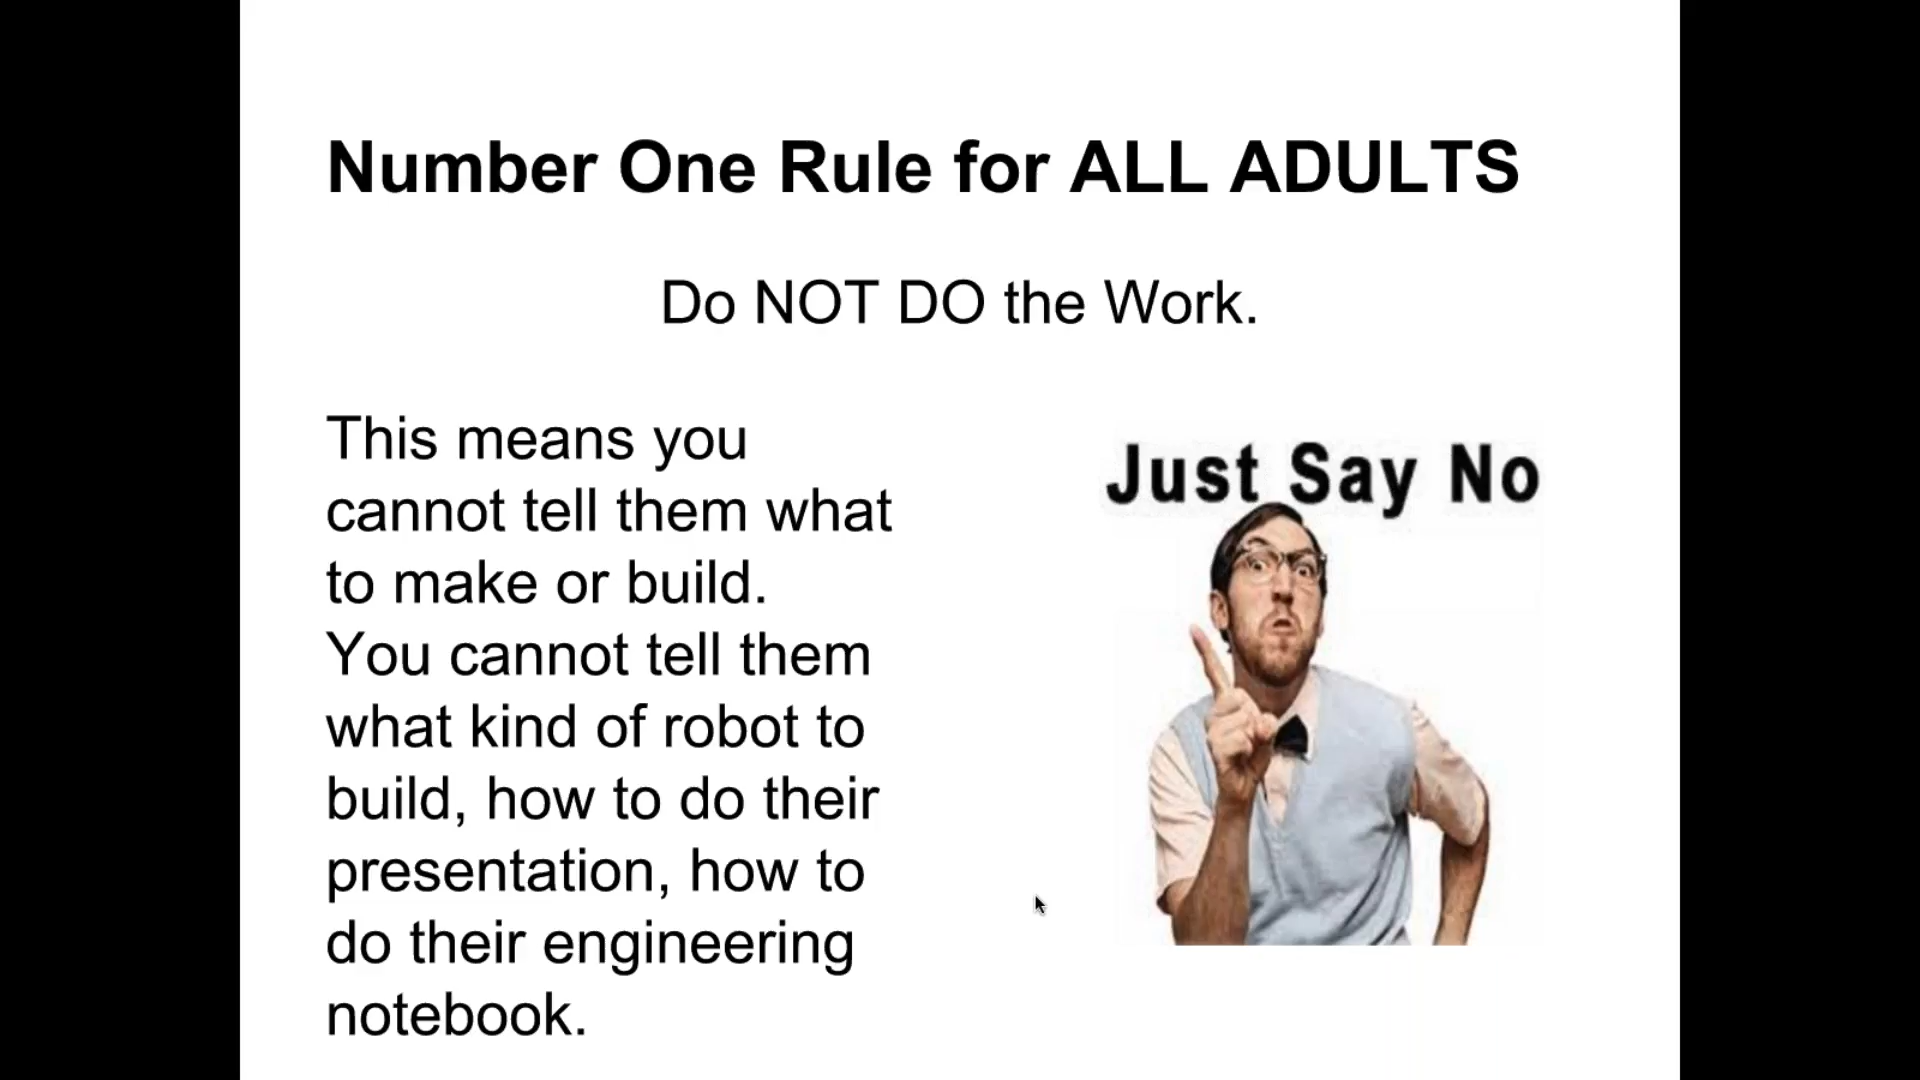 Number One Rule for ALL ADULTS
Do NOT DO the Work.
This means you
cannot tell them what
to make or build.
You cannot tell them
what kind of robot to
build, how to do their
presentation, how to
do their engineering
notebook.
Just Say No